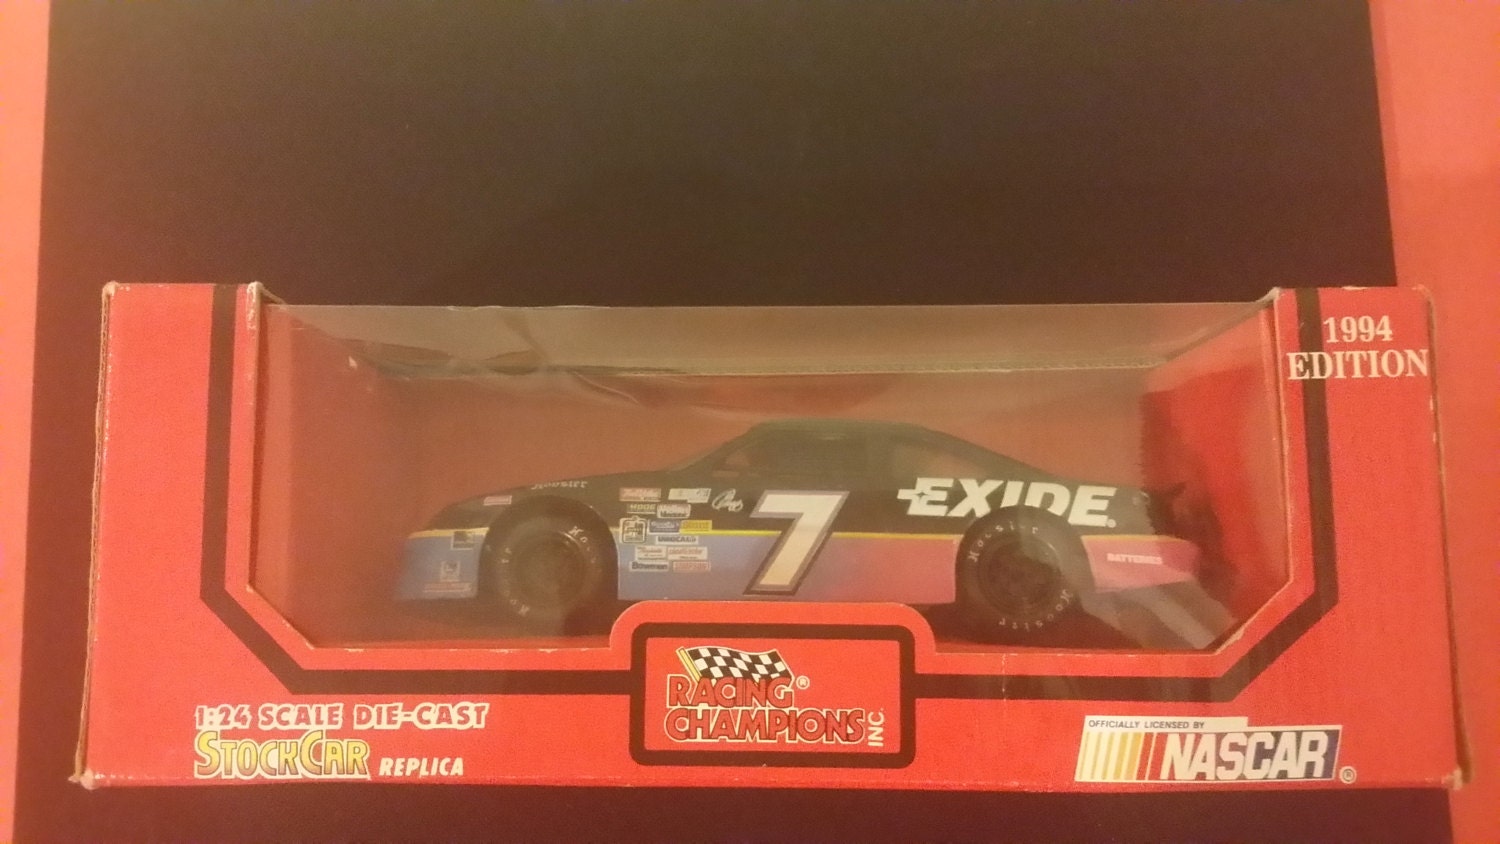 1994
EDITION
Hoosier
EXIDE
7
BATTERIES
Bowman
Hoosier
Hoosier
RACING®
CHAMPIONS INC.
1:24 SCALE DIE-CAST
STOCKCAR REPLICA
OFFICIALLY LICENSED BY
NASCAR®